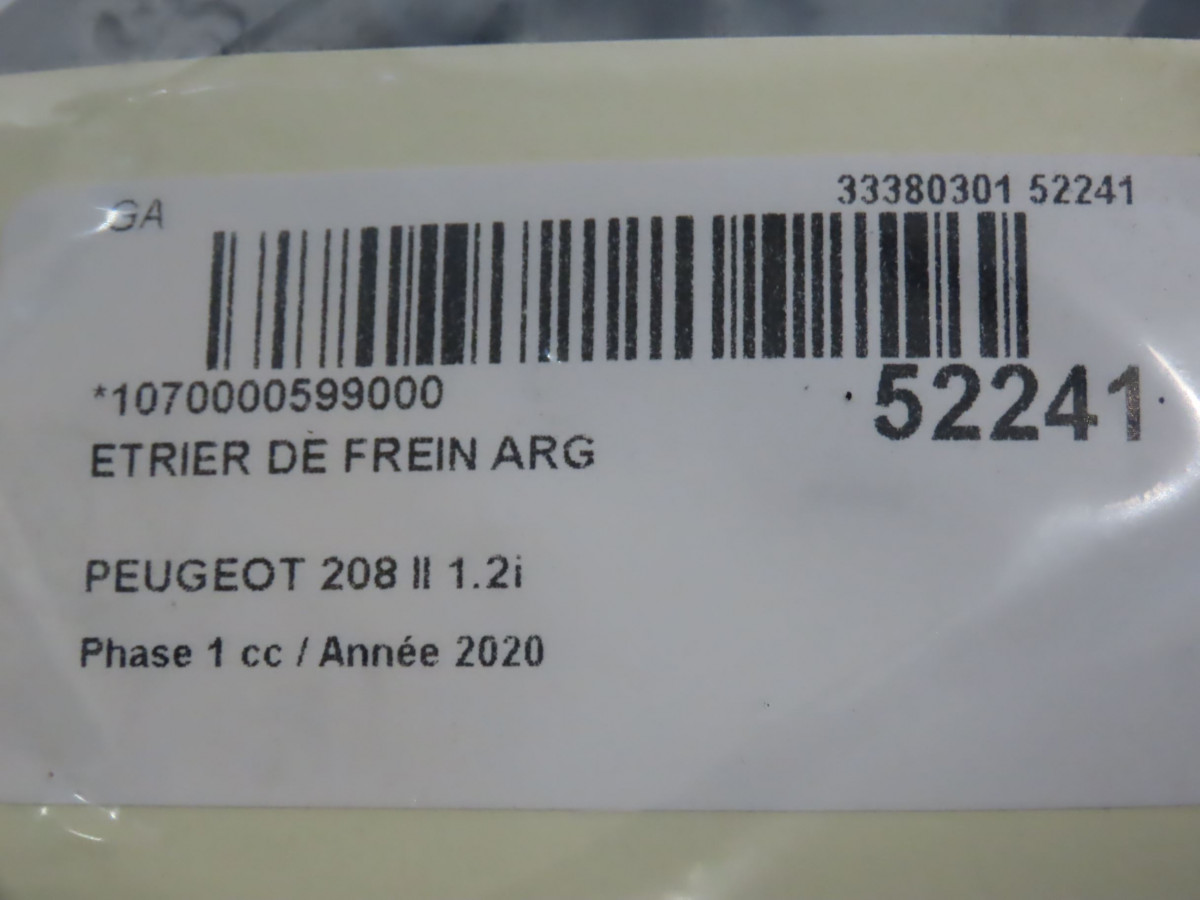 GA
33380301 52241
*1070000599000
52241
ETRIER DE FREIN ARG
PEUGEOT 208 II 1.2i
Phase 1 cc / Année 2020